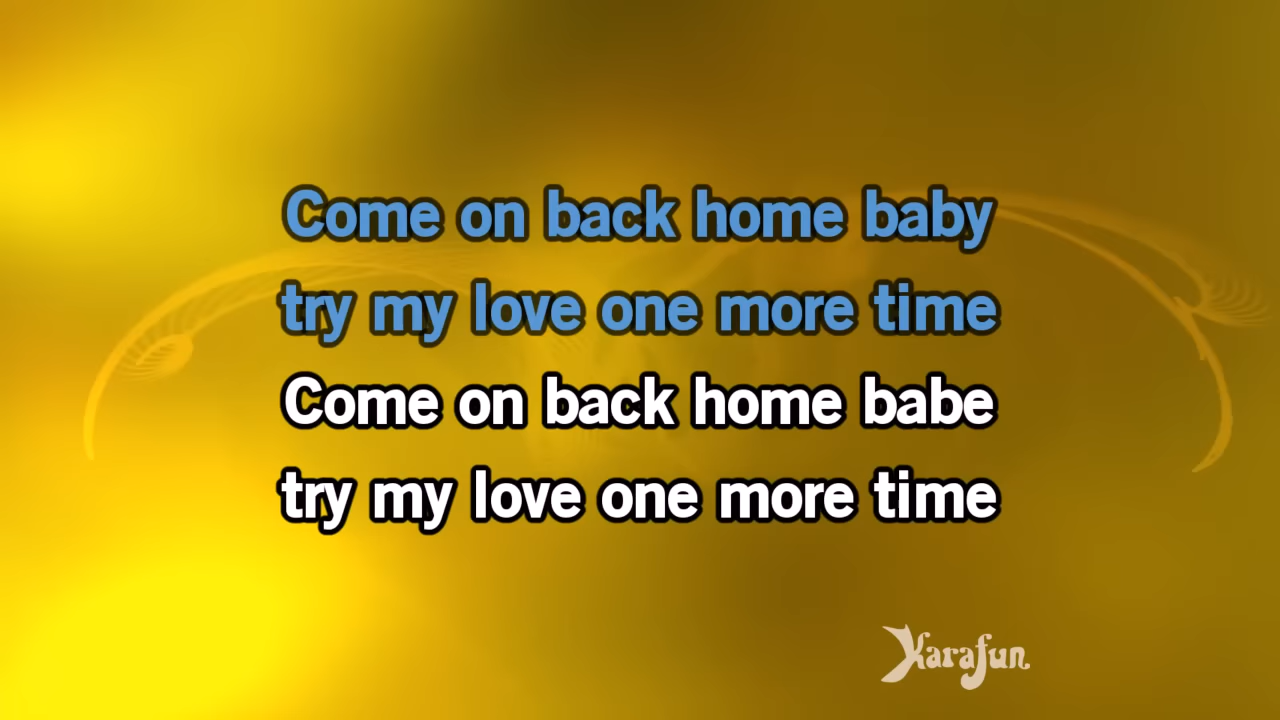 Come on back home baby
try my love one more time
Come on back home babe
try my love one more time
Karafun